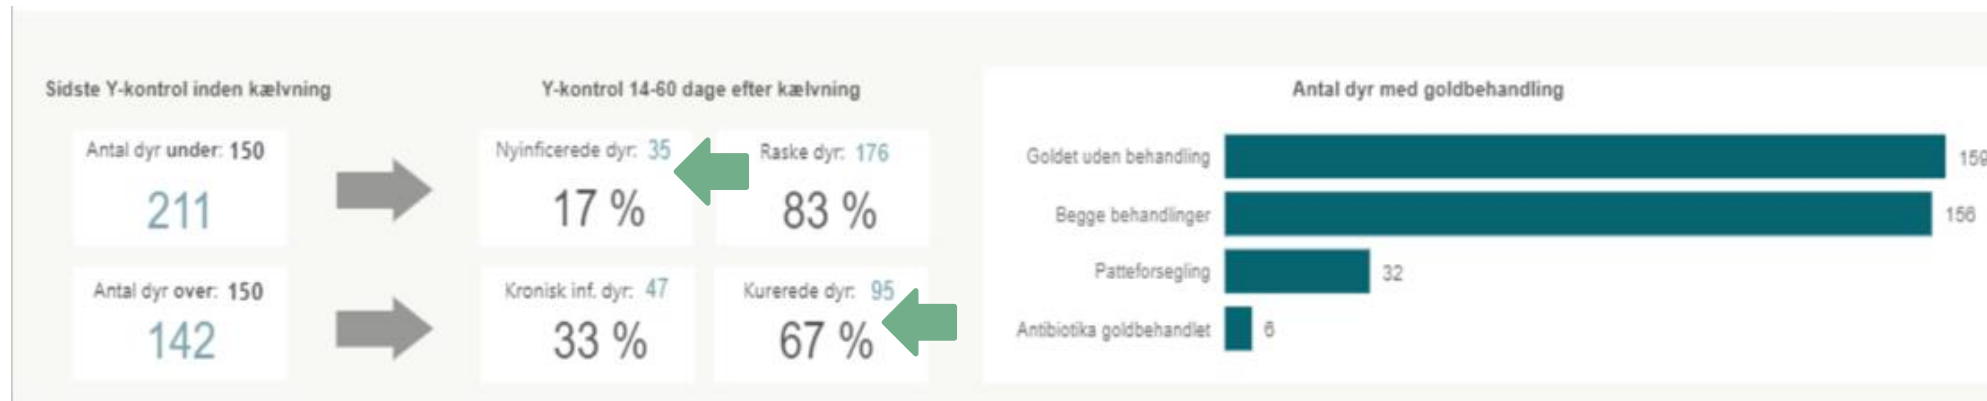 Sidste Y-kontrol inden kælvning
Antal dyr under: 150
211
Antal dyr over: 150
142
Y-kontrol 14-60 dage efter kælvning
Nyinficerede dyr: 35
17 %
Raske dyr: 176
83 %
Kronisk inf. dyr: 47
33 %
Kurerede dyr: 95
67 %
Antal dyr med goldbehandling
Goldet uden behandling 159
Begge behandlinger 156
Patteforsegling 32
Antibiotika goldbehandlet 6